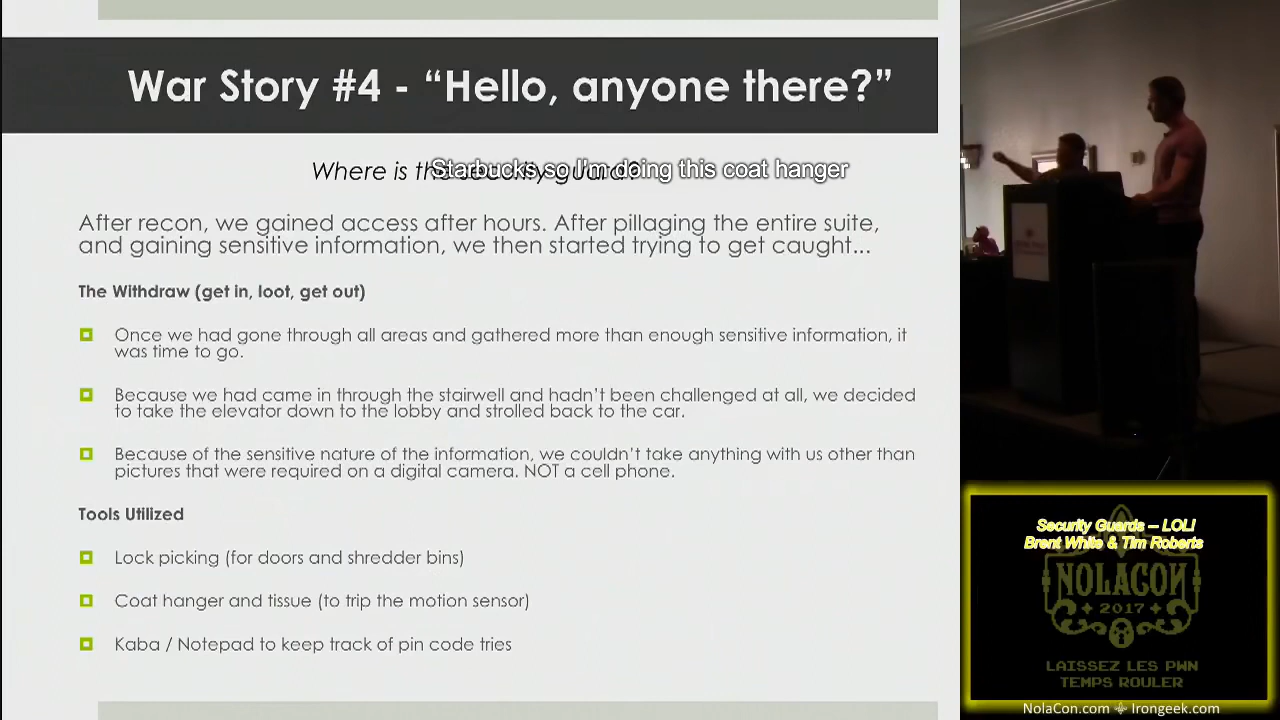 War Story #4 - “Hello, anyone there?”
Where is the security guard?
Starbucks so I'm doing this coat hanger
After recon, we gained access after hours. After pillaging the entire suite,
and gaining sensitive information, we then started trying to get caught...
The Withdraw (get in, loot, get out)
Once we had gone through all areas and gathered more than enough sensitive information, it
was time to go.
Because we had came in through the stairwell and hadn't been challenged at all, we decided
to take the elevator down to the lobby and strolled back to the car.
Because of the sensitive nature of the information, we couldn't take anything with us other than
pictures that were required on a digital camera. NOT a cell phone.
Tools Utilized
Lock picking (for doors and shredder bins)
Coat hanger and tissue (to trip the motion sensor)
Kaba / Notepad to keep track of pin code tries
Security Guards -- LOL!
Brent White & Tim Roberts
NOLACON
2017
LAISSEZ LES PWN
TEMPS ROULER
NolaCon.com Irongeek.com